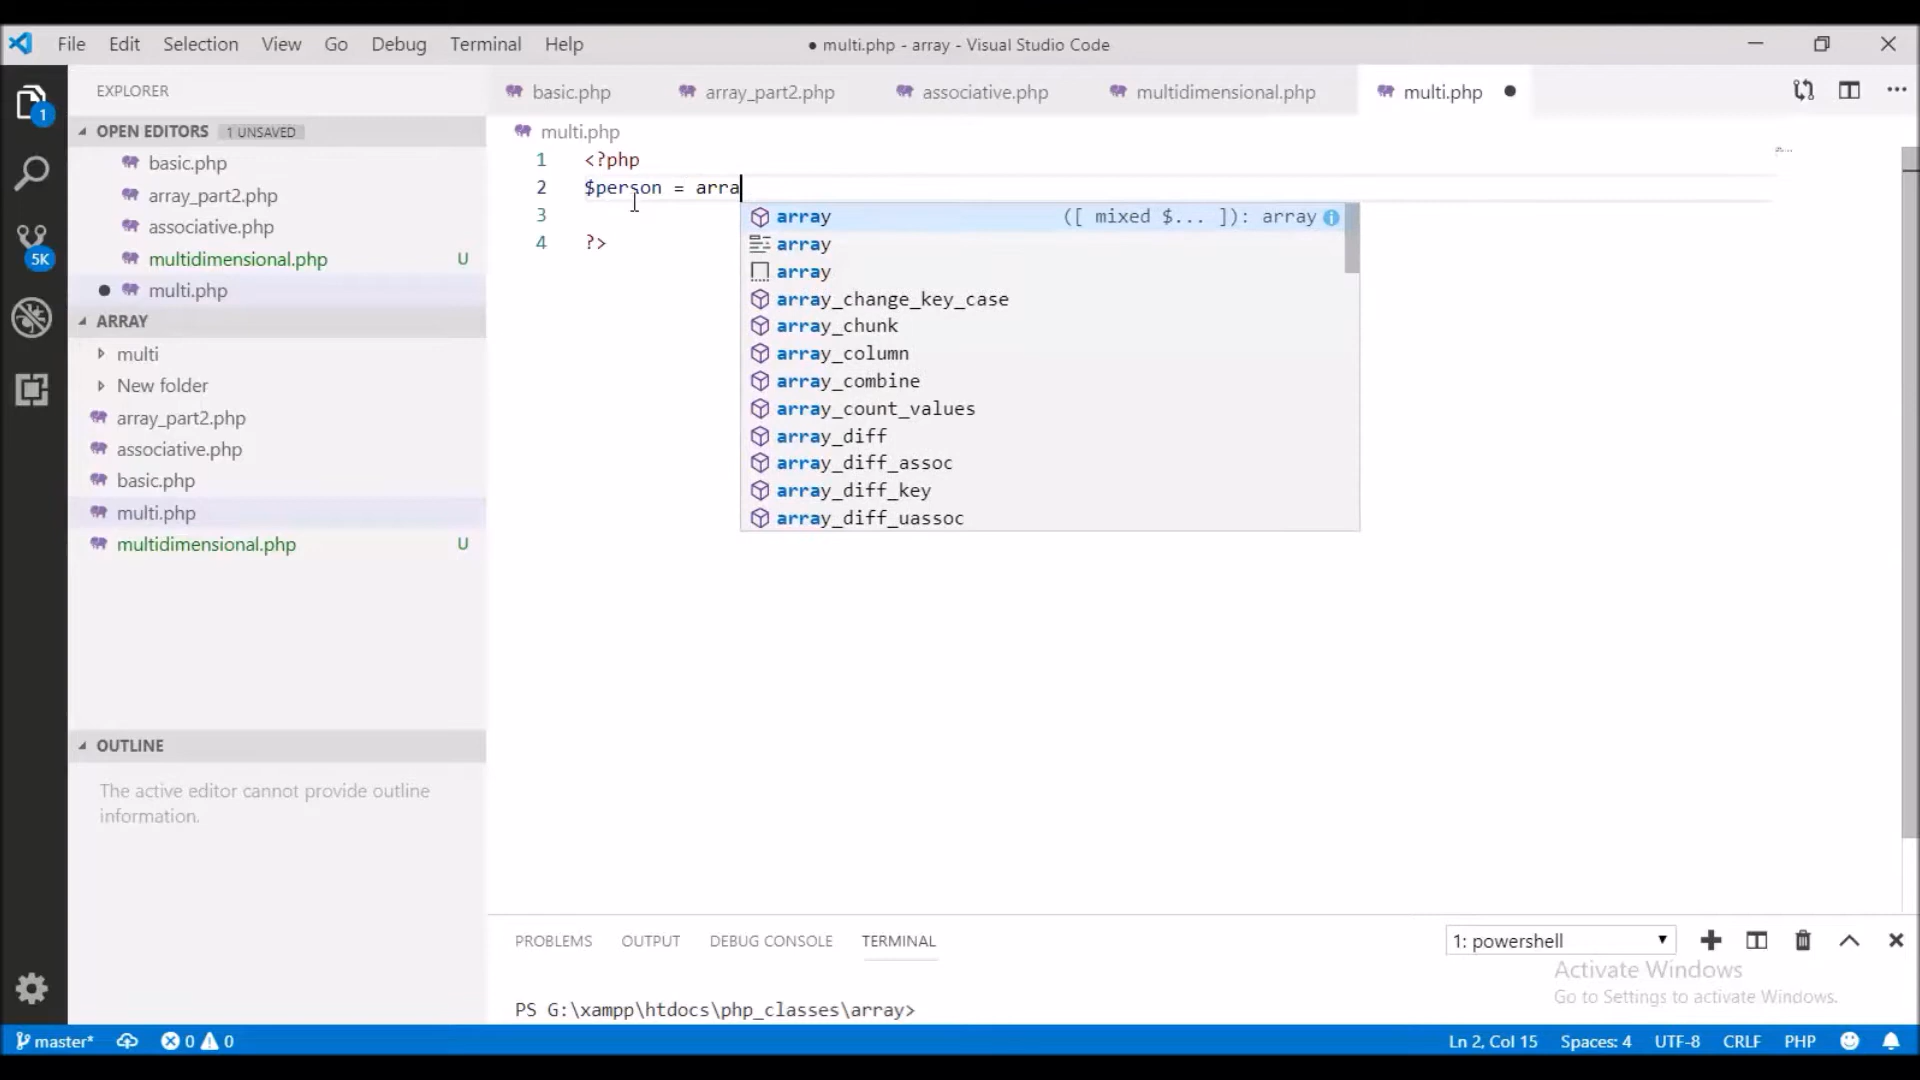 File Edit Selection View Go Debug Terminal Help
● multi.php - array - Visual Studio Code
EXPLORER
OPEN EDITORS 1 UNSAVED
basic.php
array_part2.php
associative.php
multidimensional.php U
multi.php
ARRAY
multi
New folder
array_part2.php
associative.php
basic.php
multi.php
multidimensional.php U
OUTLINE
The active editor cannot provide outline
information.
1
5K
basic.php array_part2.php associative.php multidimensional.php multi.php
multi.php
1 <?php
2 $person = arra
3
4 ?>
array ([ mixed $... ]): array
array
array
array_change_key_case
array_chunk
array_column
array_combine
array_count_values
array_diff
array_diff_assoc
array_diff_key
array_diff_uassoc
PROBLEMS OUTPUT DEBUG CONSOLE TERMINAL 1: powershell
PS G:\xampp\htdocs\php_classes\array>
Activate Windows
Go to Settings to activate Windows.
master* 0 0 Ln 2, Col 15 Spaces: 4 UTF-8 CRLF PHP